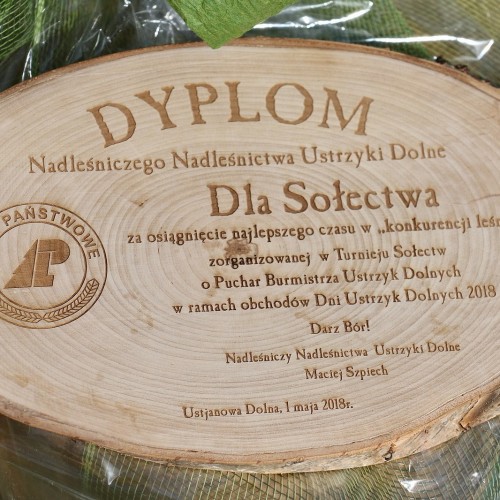 DYPLOM
Nadleśniczego Nadleśnictwa Ustrzyki Dolne
Dla Sołectwa
za osiągnięcie najlepszego czasu w „konkurencji leśn
zorganizowanej w Turnieju Sołectw
o Puchar Burmistrza Ustrzyk Dolnych
w ramach obchodów Dni Ustrzyk Dolnych 2018
Darz Bór!
Nadleśniczy Nadleśnictwa Ustrzyki Dolne
Maciej Szpiech
Ustjanowa Dolna, 1 maja 2018r.
PAŃSTWOWE